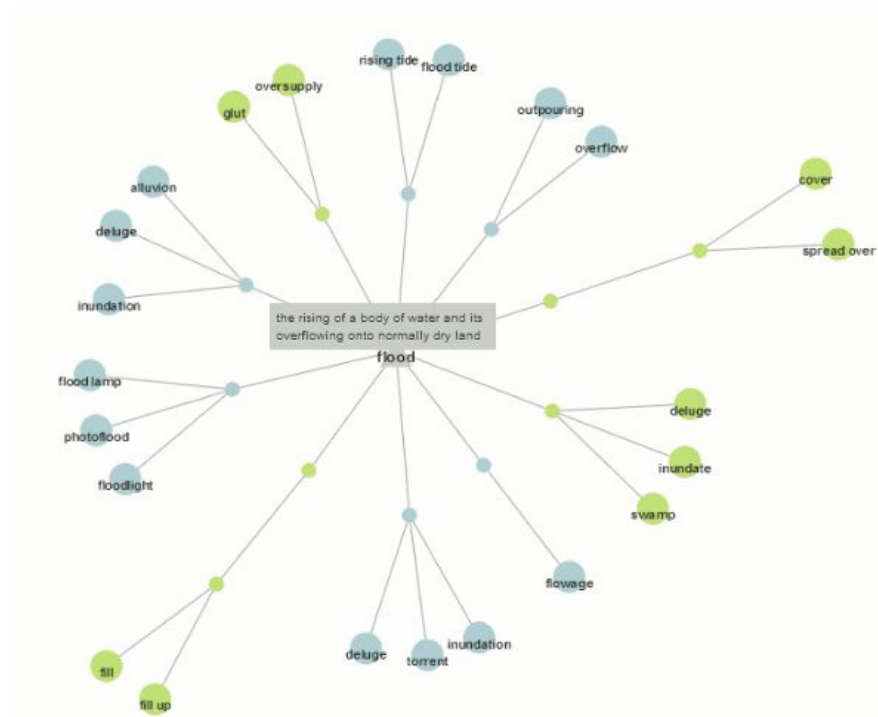 rising tide
flood tide
oversupply
glut
outpouring
overflow
cover
alluvion
deluge
spread over
inundation
the rising of a body of water and its
overflowing onto normally dry land
flood
flood lamp
deluge
photoflood
inundate
floodlight
swamp
flowage
inundation
deluge
torrent
fill
fill up